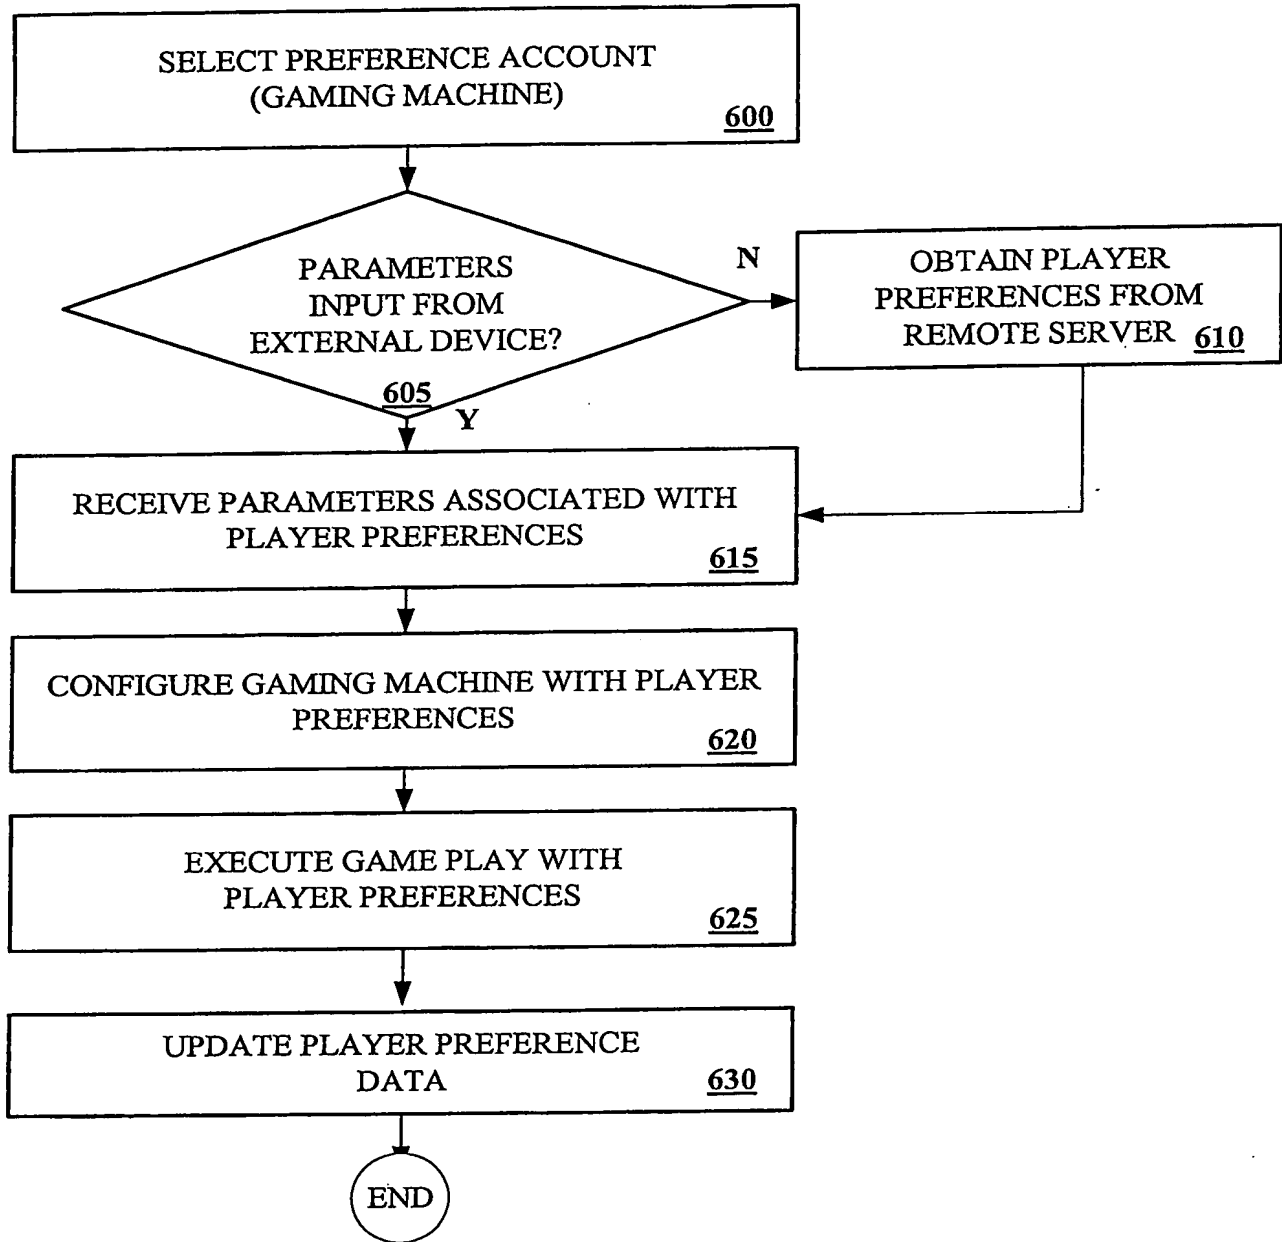 SELECT PREFERENCE ACCOUNT
(GAMING MACHINE)
600
PARAMETERS
INPUT FROM
EXTERNAL DEVICE?
605
N
Y
OBTAIN PLAYER
PREFERENCES FROM
REMOTE SERVER 610
RECEIVE PARAMETERS ASSOCIATED WITH
PLAYER PREFERENCES
615
CONFIGURE GAMING MACHINE WITH PLAYER
PREFERENCES
620
EXECUTE GAME PLAY WITH
PLAYER PREFERENCES
625
UPDATE PLAYER PREFERENCE
DATA
630
END